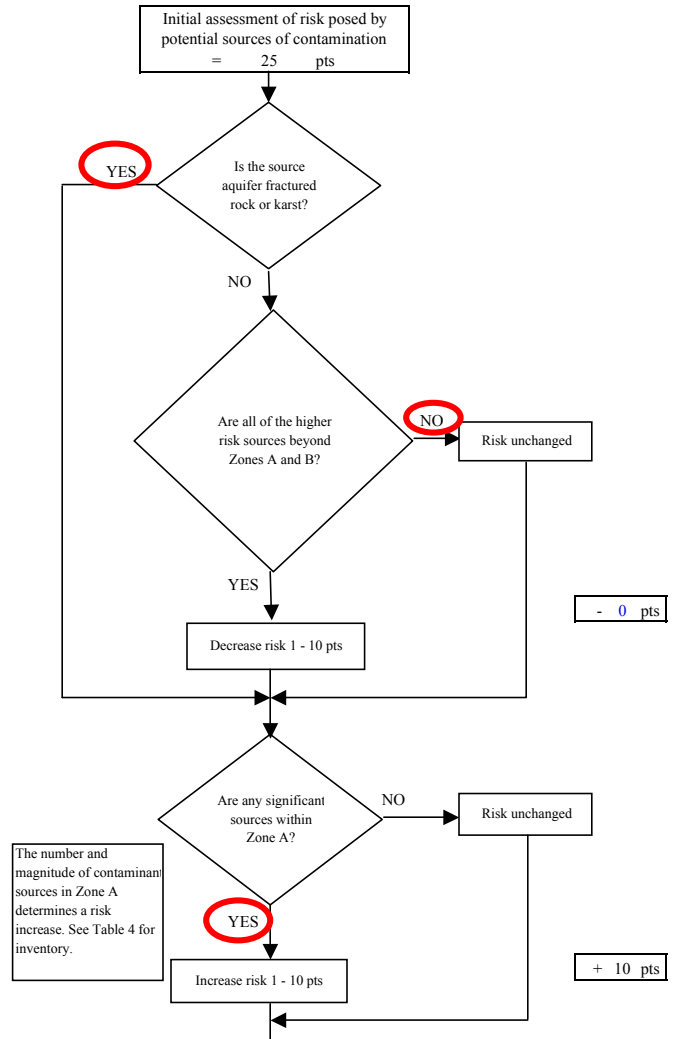 Initial assessment of risk posed by
potential sources of contamination
= 25 pts
Is the source
aquifer fractured
rock or karst?
YES
NO
Are all of the higher
risk sources beyond
Zones A and B?
NO
Risk unchanged
YES
- 0 pts
Decrease risk 1 - 10 pts
Are any significant
sources within
Zone A?
NO
Risk unchanged
The number and
magnitude of contaminant
sources in Zone A
determines a risk
increase. See Table 4 for
inventory.
YES
Increase risk 1 - 10 pts
+ 10 pts